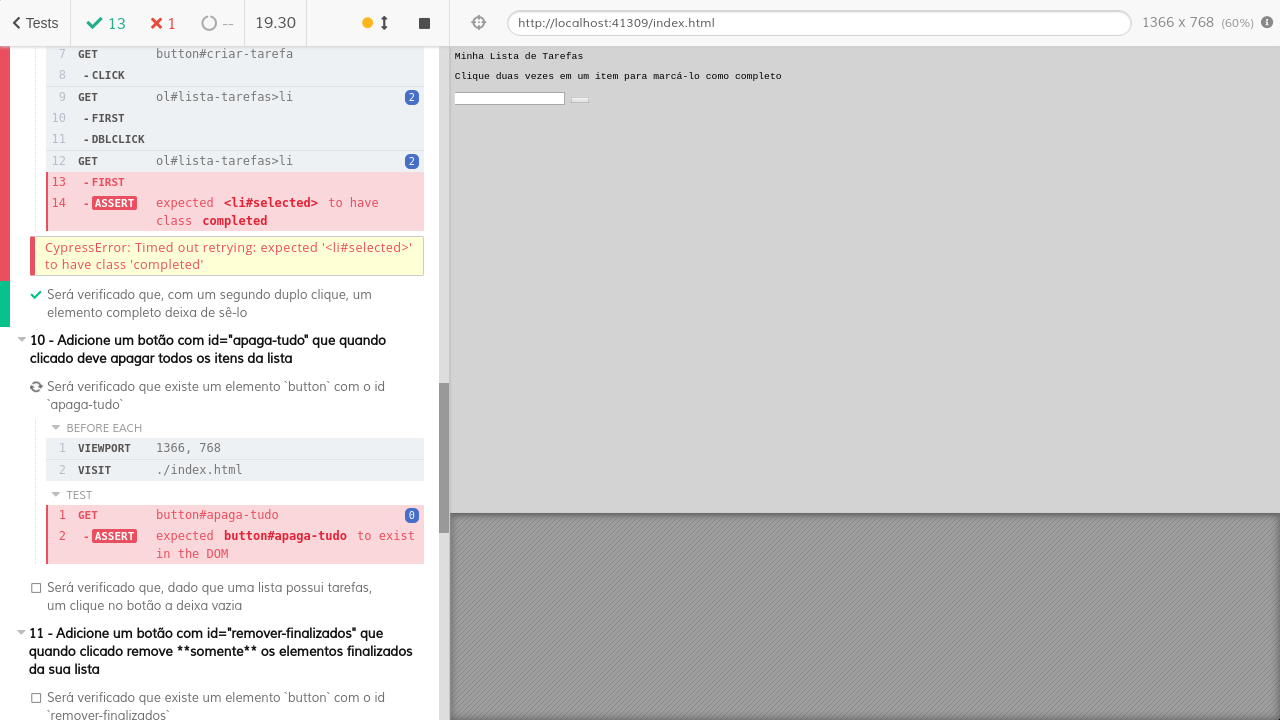 Tests 13 1 -- 19.30 http://localhost:41309/index.html 1366 x 768 (60%)
7 GET button#criar-tarefa
8 - CLICK
9 GET ol#lista-tarefas>li 2
10 - FIRST
11 - DBLCLICK
12 GET ol#lista-tarefas>li 2
13 - FIRST
14 - ASSERT expected <li#selected> to have
class completed
CypressError: Timed out retrying: expected '<li#selected>'
to have class 'completed'
Será verificado que, com um segundo duplo clique, um
elemento completo deixa de sê-lo
10 - Adicione um botão com id="apaga-tudo" que quando
clicado deve apagar todos os itens da lista
Será verificado que existe um elemento `button` com o id
`apaga-tudo`
BEFORE EACH
1 VIEWPORT 1366, 768
2 VISIT ./index.html
TEST
1 GET button#apaga-tudo 0
2 - ASSERT expected button#apaga-tudo to exist
in the DOM
Será verificado que, dado que uma lista possui tarefas,
um clique no botão a deixa vazia
11 - Adicione um botão com id="remover-finalizados" que
quando clicado remove **somente** os elementos finalizados
da sua lista
Será verificado que existe um elemento `button` com o id
`remover-finalizados`
Minha Lista de Tarefas
Clique duas vezes em um item para marcá-lo como completo